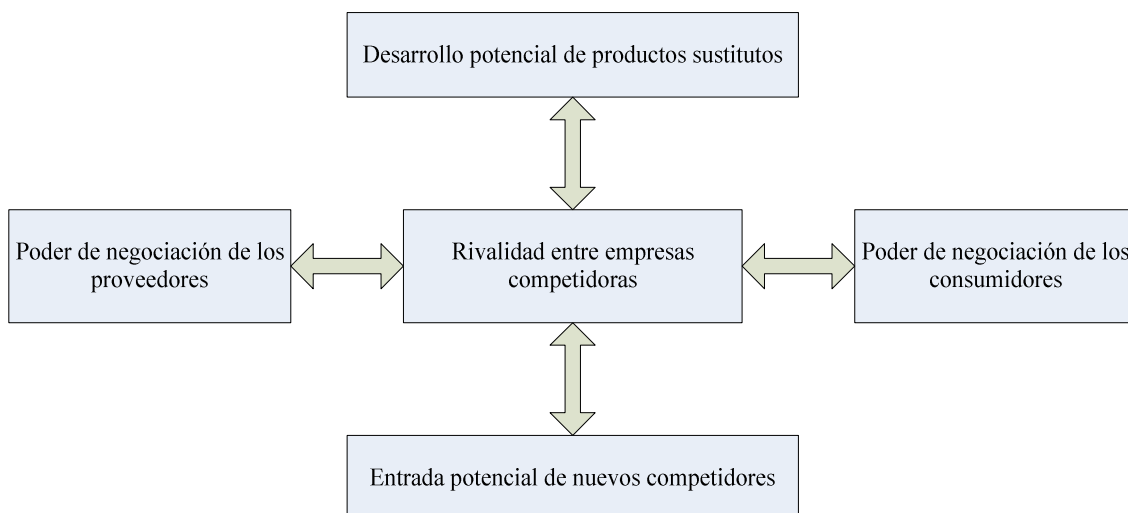 Desarrollo potencial de productos sustitutos
Poder de negociación de los
proveedores
Rivalidad entre empresas
competidoras
Poder de negociación de los
consumidores
Entrada potencial de nuevos competidores